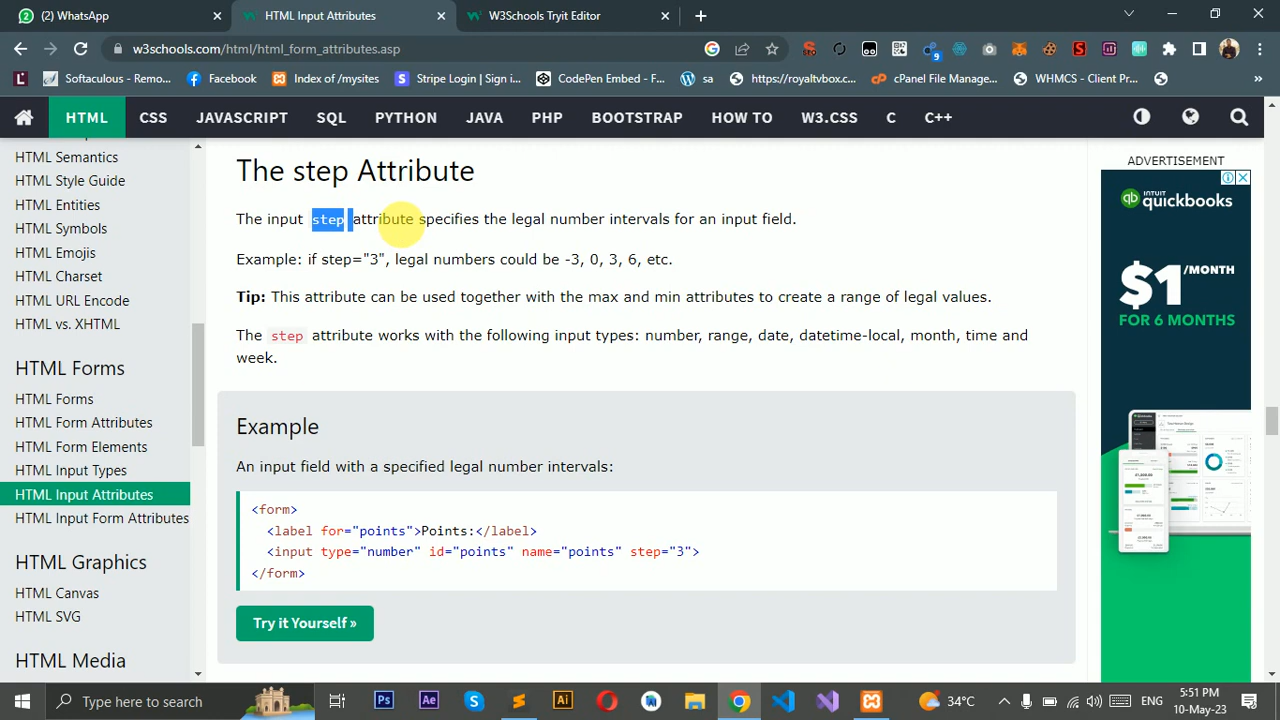 (2) WhatsApp
HTML Input Attributes
W3Schools Tryit Editor
w3schools.com/html/html_form_attributes.asp
9
Softaculous - Remo...
Facebook
Index of /mysites
Stripe Login | Sign i...
CodePen Embed - F...
sa
https://royaltvbox.c...
cPanel File Manage...
WHMCS - Client Pr...
HTML
CSS
JAVASCRIPT
SQL
PYTHON
JAVA
PHP
BOOTSTRAP
HOW TO
W3.CSS
C
C++
HTML Semantics
HTML Style Guide
HTML Entities
HTML Symbols
HTML Emojis
HTML Charset
HTML URL Encode
HTML vs. XHTML
HTML Forms
HTML Forms
HTML Form Attributes
HTML Form Elements
HTML Input Types
HTML Input Attributes
HTML Input Form Attributes
HTML Graphics
HTML Canvas
HTML SVG
HTML Media
The step Attribute
The input step attribute specifies the legal number intervals for an input field.
Example: if step="3", legal numbers could be -3, 0, 3, 6, etc.
Tip: This attribute can be used together with the max and min attributes to create a range of legal values.
The step attribute works with the following input types: number, range, date, datetime-local, month, time and
week.
Example
An input field with a specified legal number intervals:
<form>
<label for="points">Points:</label>
<input type="number" id="points" name="points" step="3">
</form>
Try it Yourself »
ADVERTISEMENT
INTUIT
quickbooks
$1/MONTH
FOR 6 MONTHS
Type here to search
Ps
Ae
S
Ai
34°C
ENG
5:51 PM
10-May-23